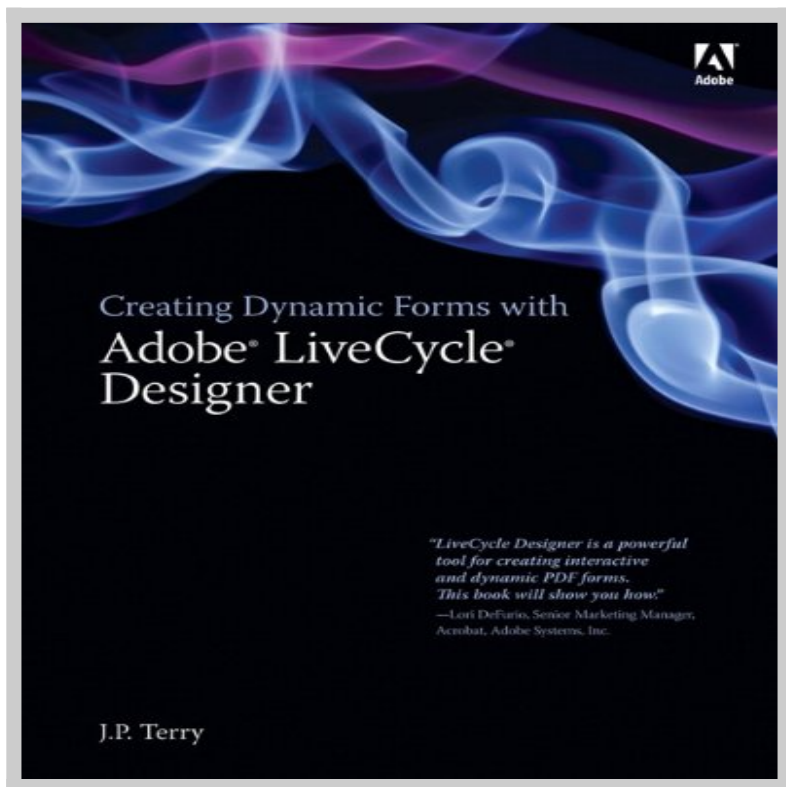 Adobe
Creating Dynamic Forms with
Adobe® LiveCycle®
Designer
"LiveCycle Designer is a powerful
tool for creating interactive
and dynamic PDF forms.
This book will show you how."
—Lori DeFurio, Senior Marketing Manager,
Acrobat, Adobe Systems, Inc.
J.P. Terry